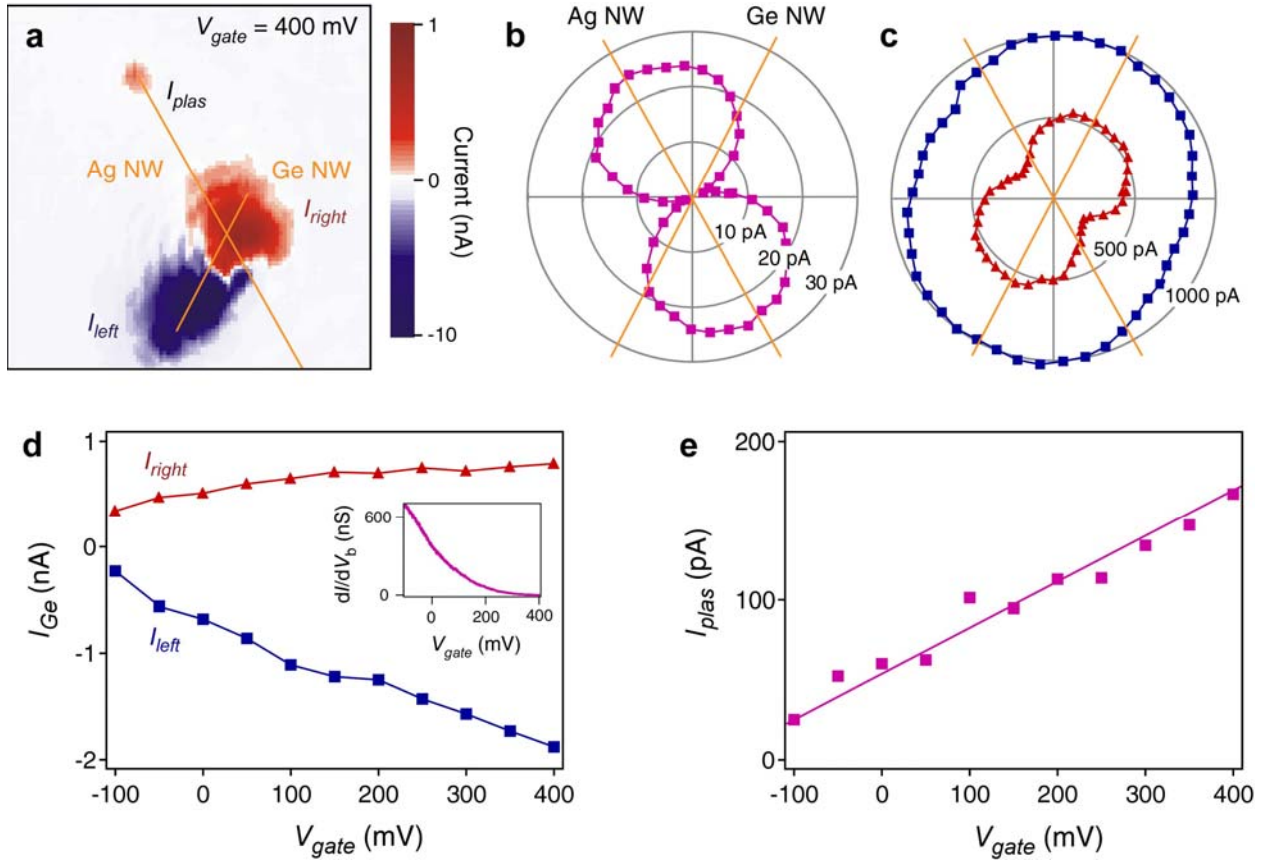 a
V_gate = 400 mV
I_plas
Ag NW
Ge NW
I_right
I_left
1
0
-10
Current (nA)
b
Ag NW
Ge NW
10 pA
20 pA
30 pA
c
500 pA
1000 pA
d
I_right
I_left
1
0
-1
-2
I_Ge (nA)
-100 0 100 200 300 400
V_gate (mV)
600
0
dI/dV_b (nS)
0 200 400
V_gate (mV)
e
200
100
0
I_plas (pA)
-100 0 100 200 300 400
V_gate (mV)